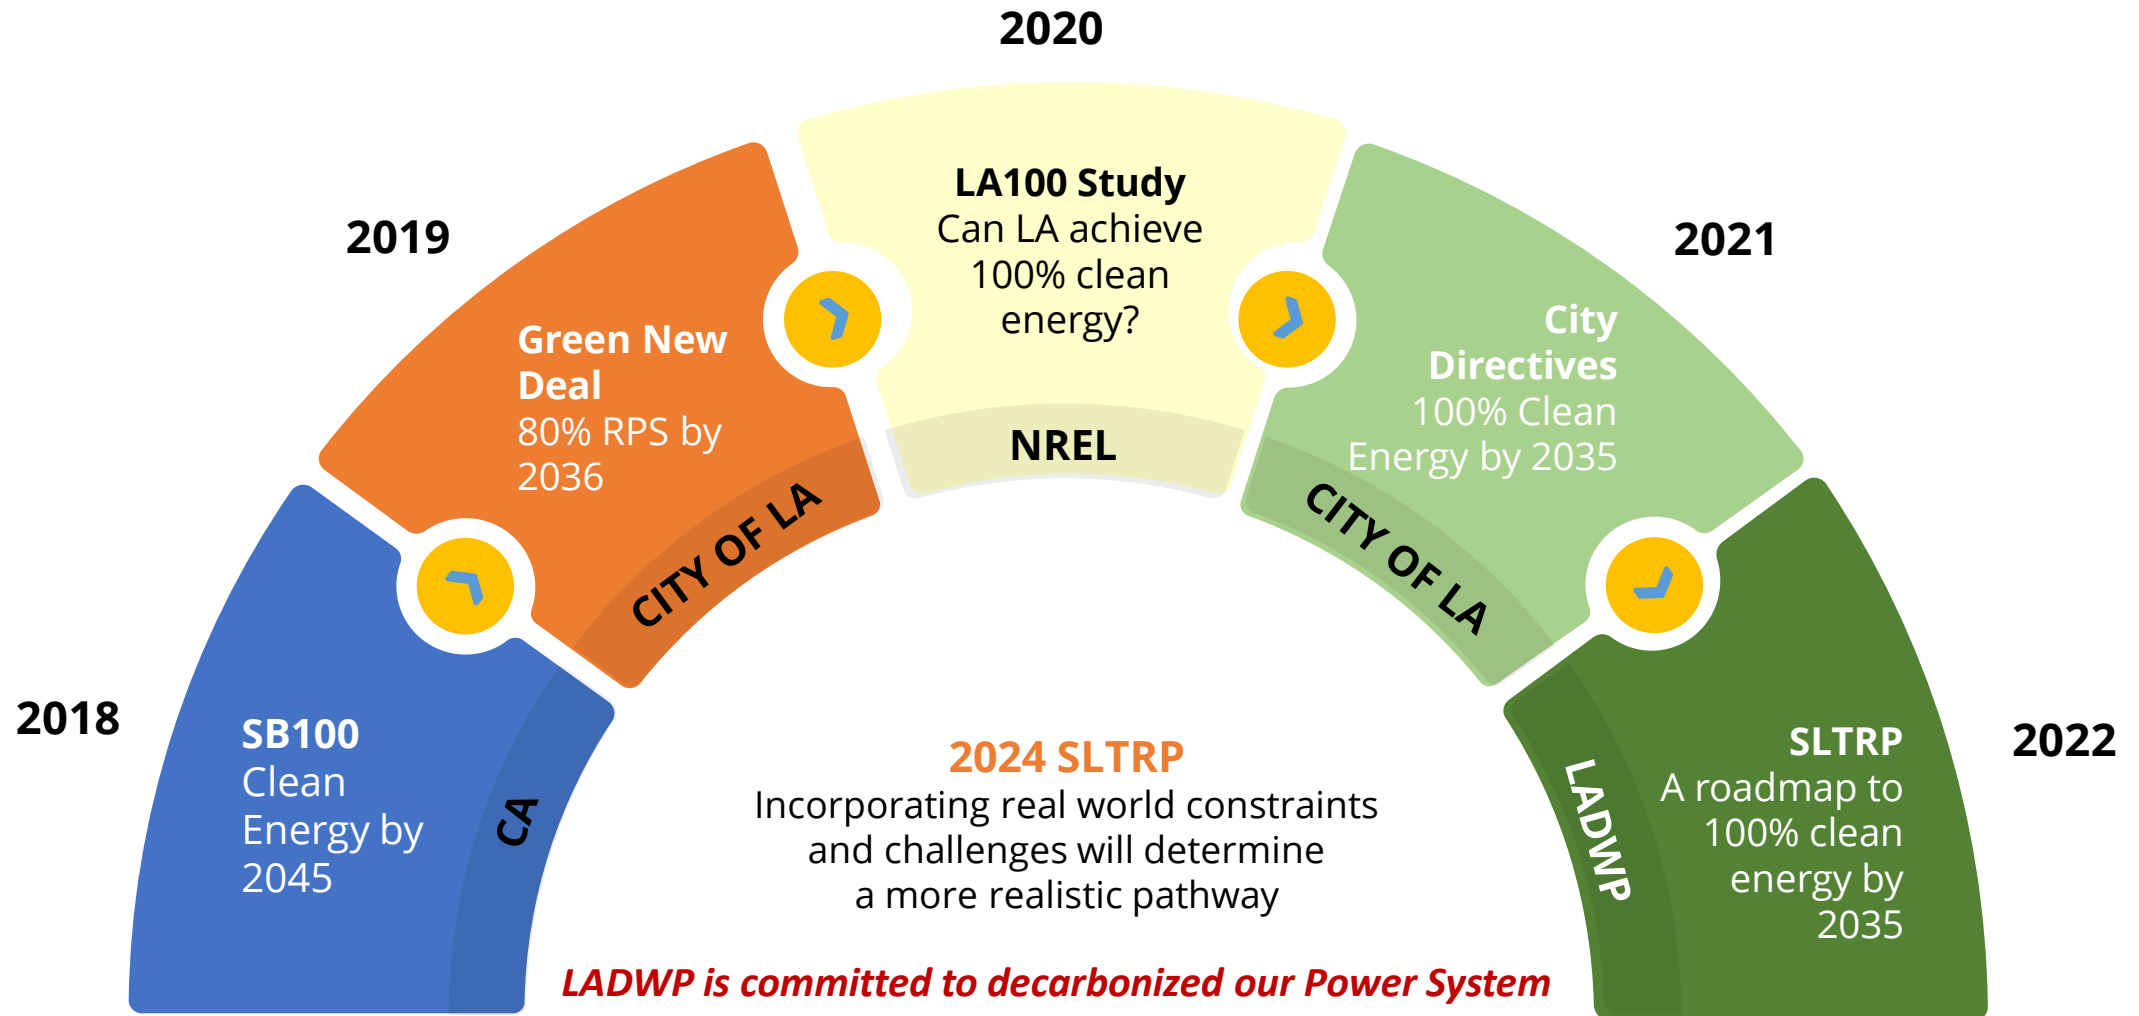 2018
SB100
Clean
Energy by
2045
CA
2019
Green New
Deal
80% RPS by
2036
CITY OF LA
2020
LA100 Study
Can LA achieve
100% clean
energy?
NREL
2021
City
Directives
100% Clean
Energy by 2035
CITY OF LA
2022
SLTRP
A roadmap to
100% clean
energy by
2035
LADWP
2024 SLTRP
Incorporating real world constraints
and challenges will determine
a more realistic pathway
LADWP is committed to decarbonized our Power System